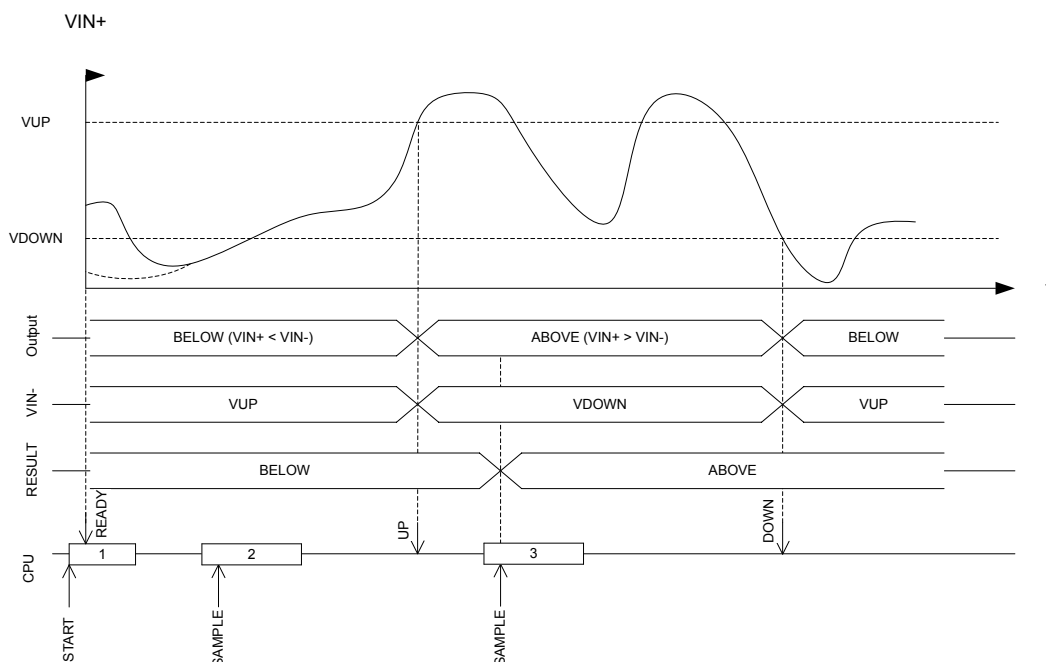 VIN+
VUP
VDOWN
Output
BELOW (VIN+ < VIN-)
ABOVE (VIN+ > VIN-)
BELOW
VIN-
VUP
VDOWN
VUP
RESULT
BELOW
ABOVE
READY
UP
DOWN
CPU
1
2
3
START
SAMPLE
SAMPLE